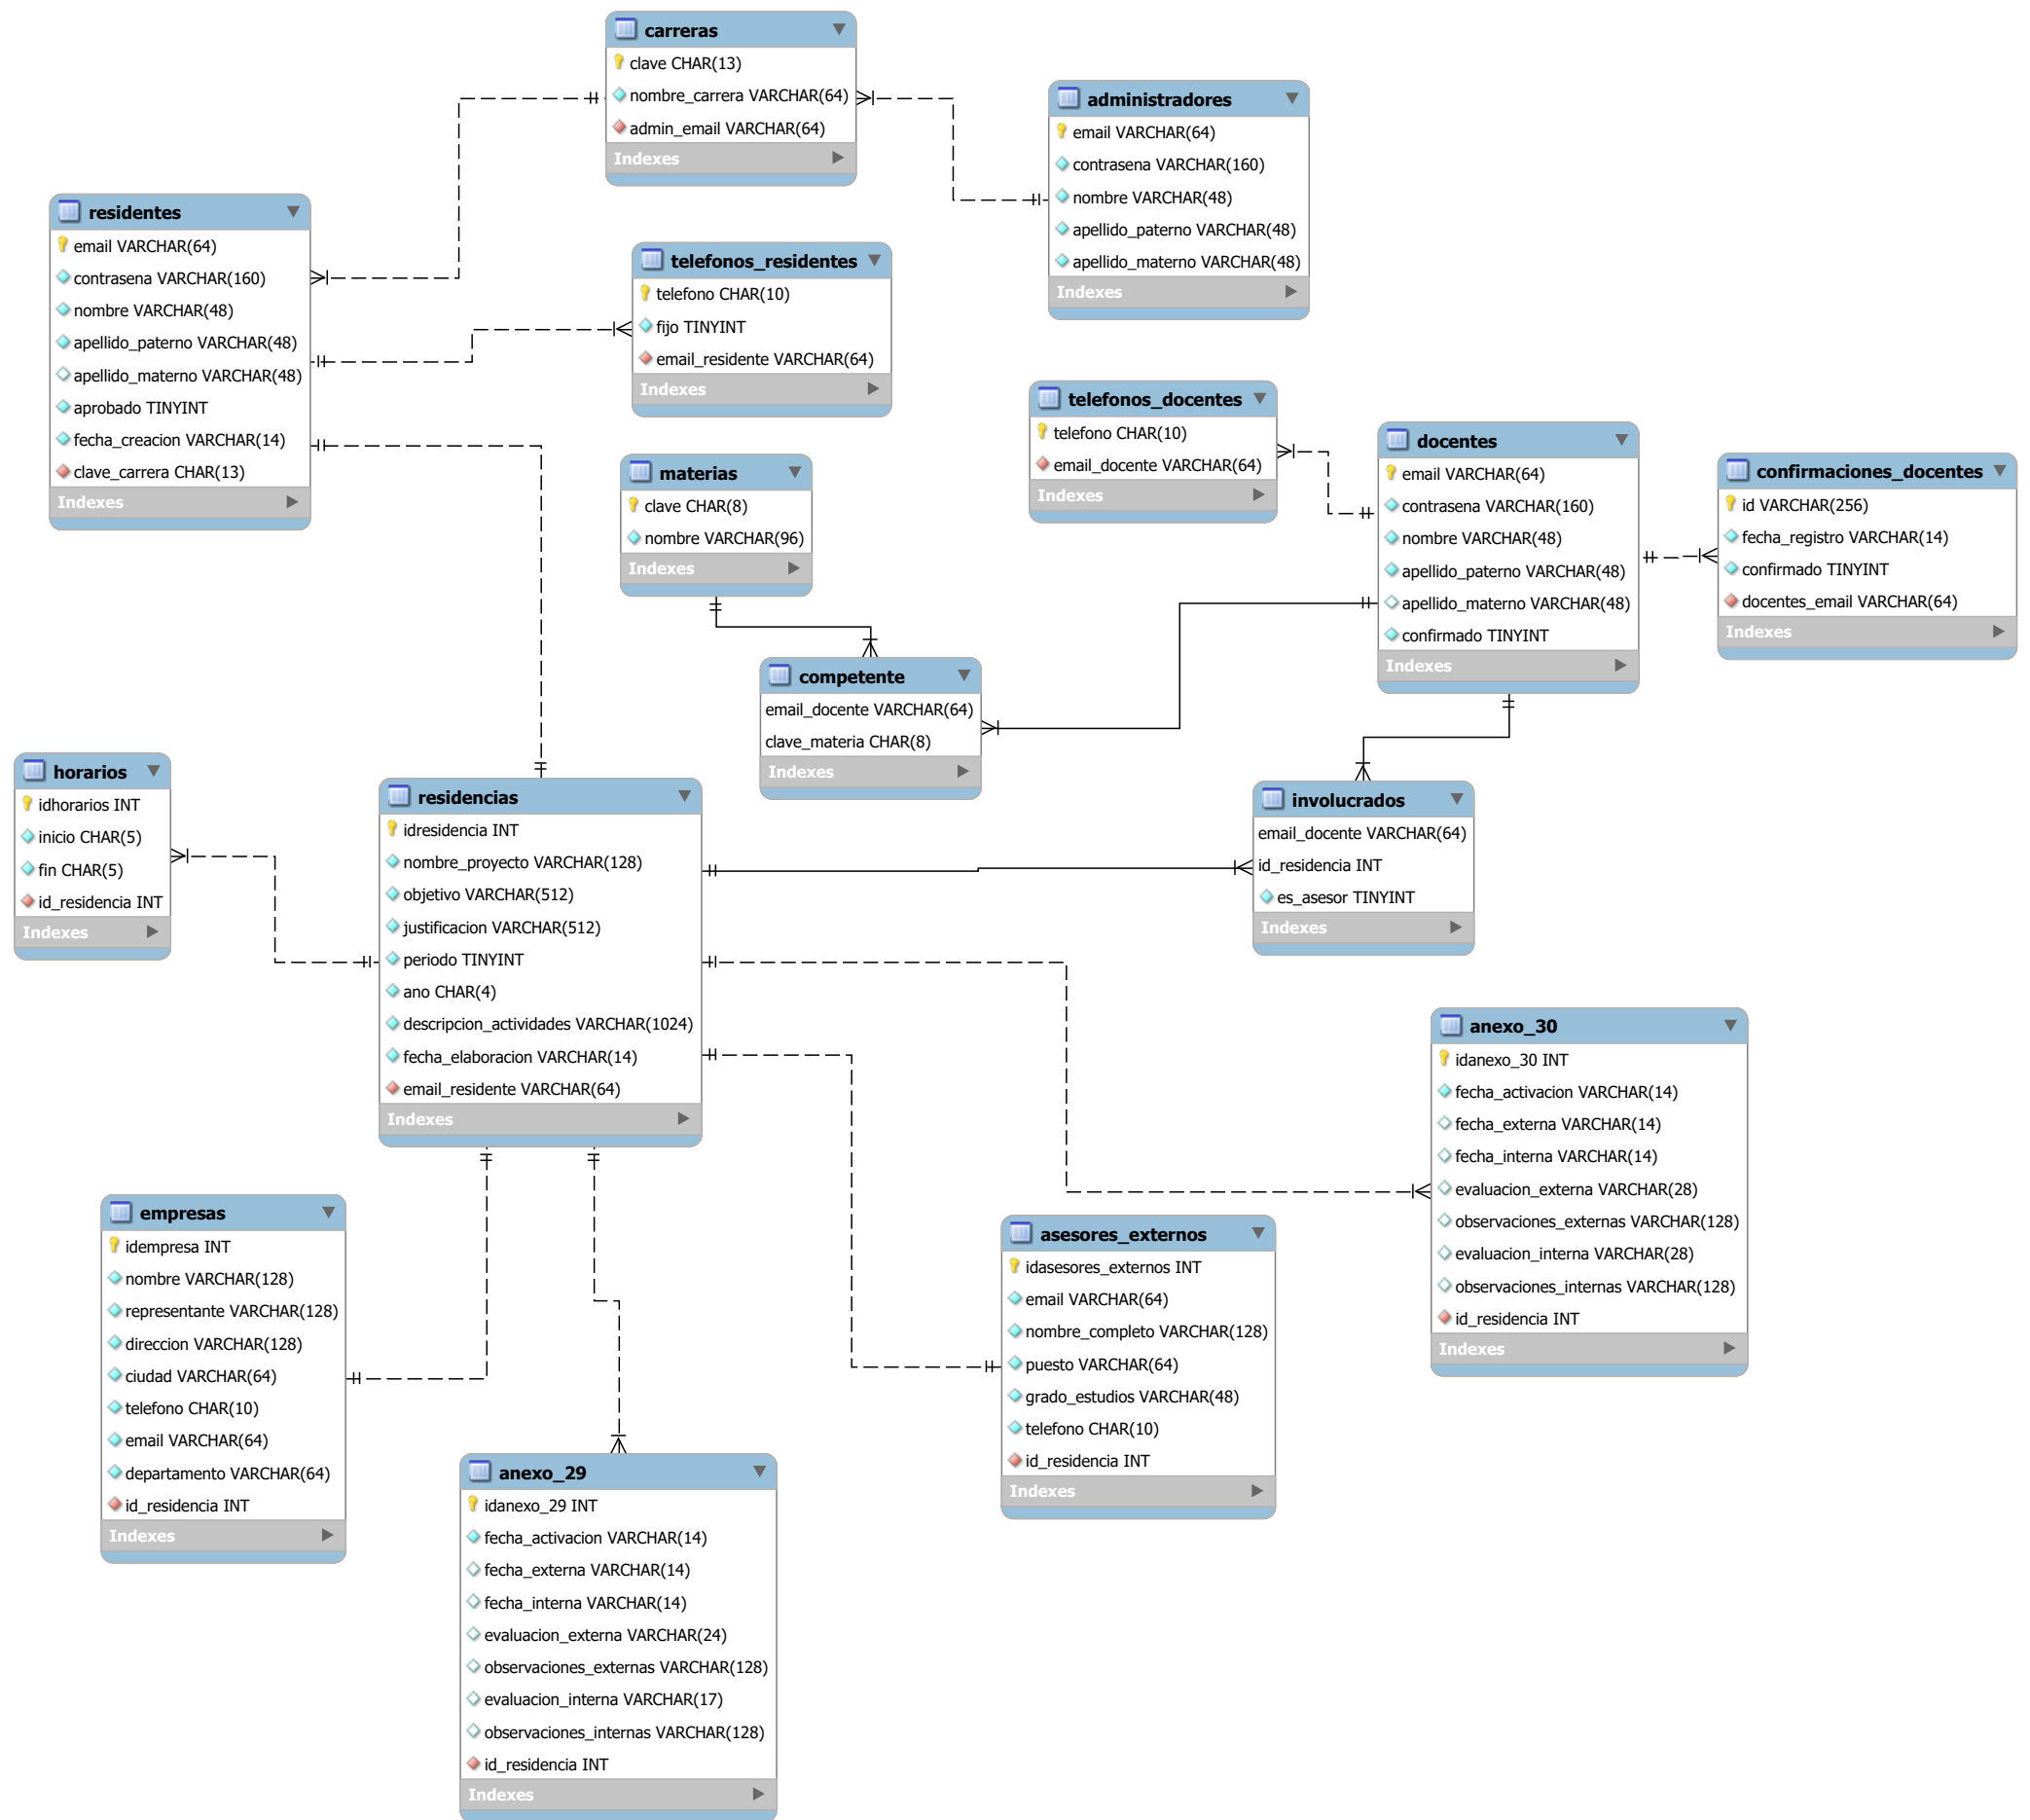 carreras
clave CHAR(13)
nombre_carrera VARCHAR(64)
admin_email VARCHAR(64)
Indexes
administradores
email VARCHAR(64)
contrasena VARCHAR(160)
nombre VARCHAR(48)
apellido_paterno VARCHAR(48)
apellido_materno VARCHAR(48)
Indexes
residentes
email VARCHAR(64)
contrasena VARCHAR(160)
nombre VARCHAR(48)
apellido_paterno VARCHAR(48)
apellido_materno VARCHAR(48)
aprobado TINYINT
fecha_creacion VARCHAR(14)
clave_carrera CHAR(13)
Indexes
telefonos_residentes
telefono CHAR(10)
fijo TINYINT
email_residente VARCHAR(64)
Indexes
telefonos_docentes
telefono CHAR(10)
email_docente VARCHAR(64)
Indexes
docentes
email VARCHAR(64)
contrasena VARCHAR(160)
nombre VARCHAR(48)
apellido_paterno VARCHAR(48)
apellido_materno VARCHAR(48)
confirmado TINYINT
Indexes
confirmaciones_docentes
id VARCHAR(256)
fecha_registro VARCHAR(14)
confirmado TINYINT
docentes_email VARCHAR(64)
Indexes
materias
clave CHAR(8)
nombre VARCHAR(96)
Indexes
competente
email_docente VARCHAR(64)
clave_materia CHAR(8)
Indexes
horarios
idhorarios INT
inicio CHAR(5)
fin CHAR(5)
id_residencia INT
Indexes
residencias
idresidencia INT
nombre_proyecto VARCHAR(128)
objetivo VARCHAR(512)
justificacion VARCHAR(512)
periodo TINYINT
ano CHAR(4)
descripcion_actividades VARCHAR(1024)
fecha_elaboracion VARCHAR(14)
email_residente VARCHAR(64)
Indexes
involucrados
email_docente VARCHAR(64)
id_residencia INT
es_asesor TINYINT
Indexes
anexo_30
idanexo_30 INT
fecha_activacion VARCHAR(14)
fecha_externa VARCHAR(14)
fecha_interna VARCHAR(14)
evaluacion_externa VARCHAR(28)
observaciones_externas VARCHAR(128)
evaluacion_interna VARCHAR(28)
observaciones_internas VARCHAR(128)
id_residencia INT
Indexes
empresas
idempresa INT
nombre VARCHAR(128)
representante VARCHAR(128)
direccion VARCHAR(128)
ciudad VARCHAR(64)
telefono CHAR(10)
email VARCHAR(64)
departamento VARCHAR(64)
id_residencia INT
Indexes
asesores_externos
idasesores_externos INT
email VARCHAR(64)
nombre_completo VARCHAR(128)
puesto VARCHAR(64)
grado_estudios VARCHAR(48)
telefono CHAR(10)
id_residencia INT
Indexes
anexo_29
idanexo_29 INT
fecha_activacion VARCHAR(14)
fecha_externa VARCHAR(14)
fecha_interna VARCHAR(14)
evaluacion_externa VARCHAR(24)
observaciones_externas VARCHAR(128)
evaluacion_interna VARCHAR(17)
observaciones_internas VARCHAR(128)
id_residencia INT
Indexes